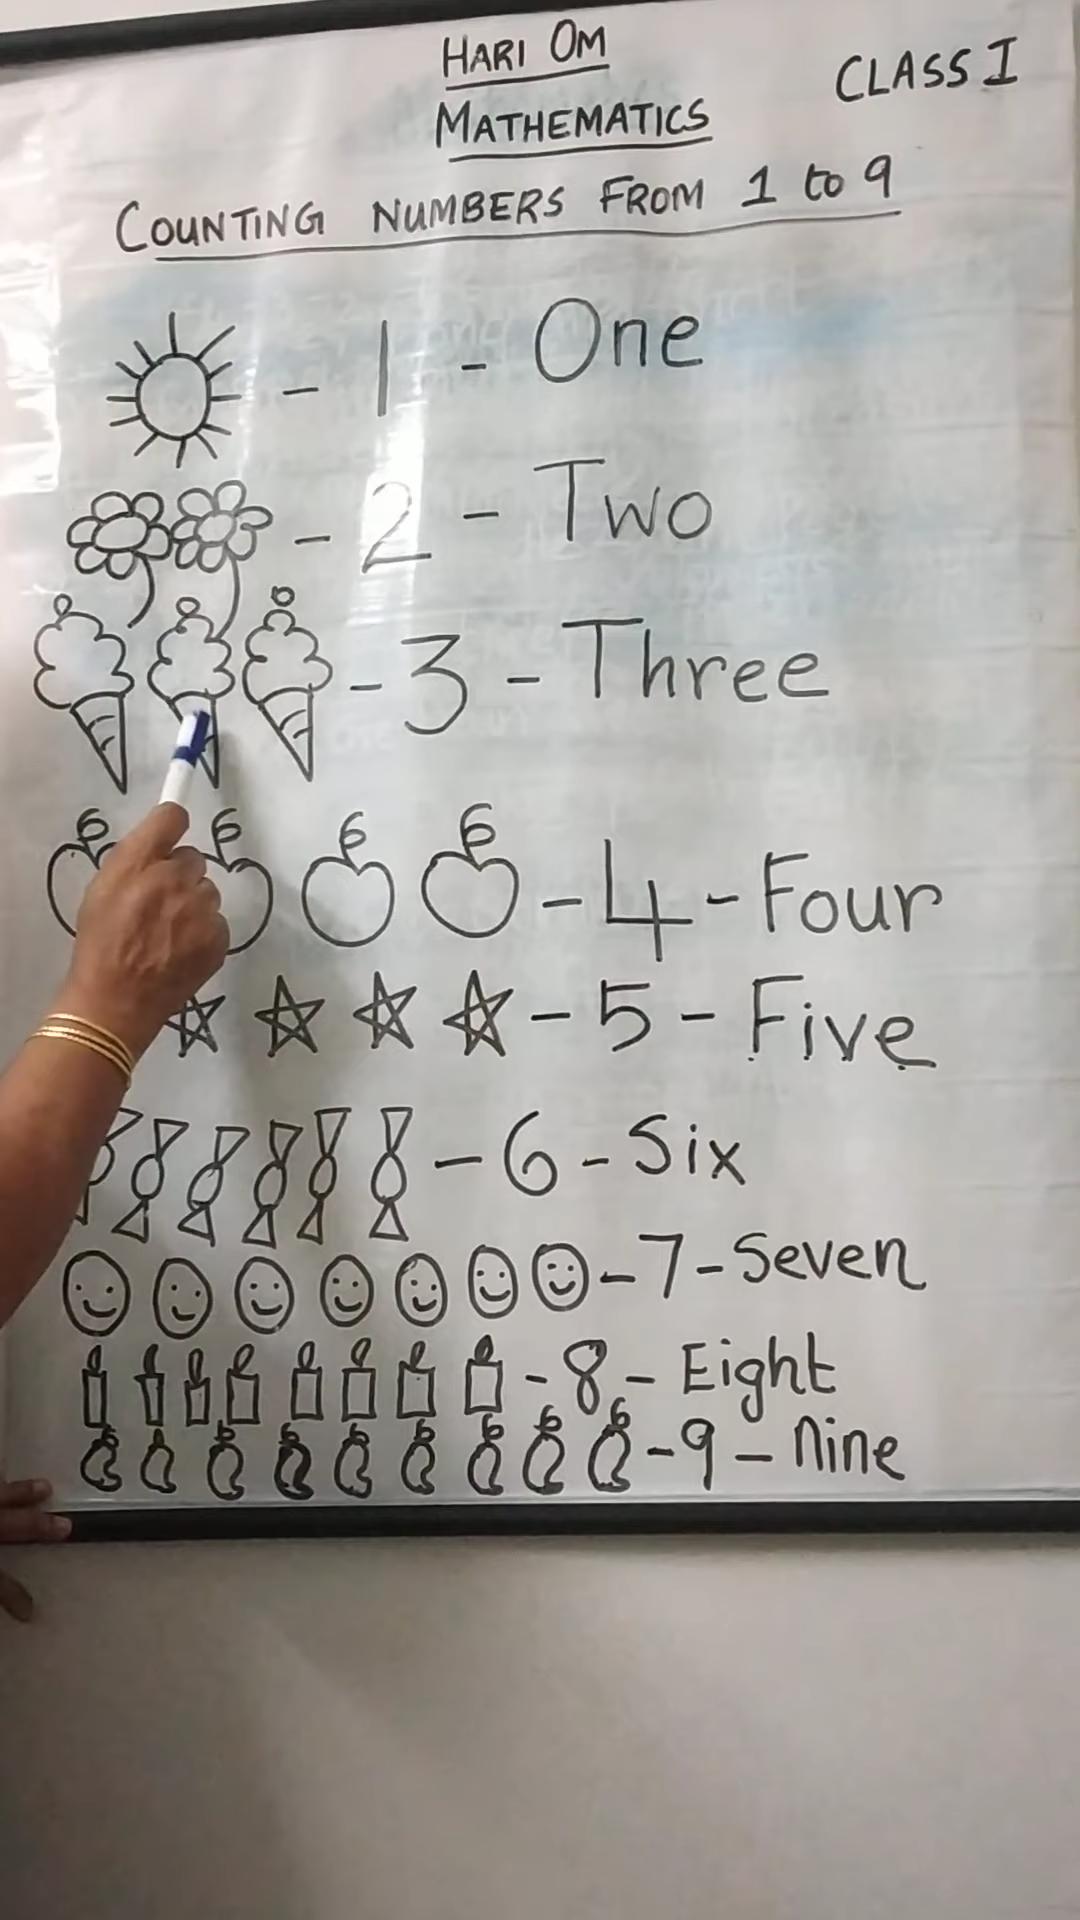 HARI OM
CLASS I
MATHEMATICS
COUNTING NUMBERS FROM 1 to 9
- 1 - One
- 2 - Two
- 3 - Three
- 4 - Four
- 5 - Five
- 6 - Six
- 7 - Seven
- 8 - Eight
- 9 - Nine